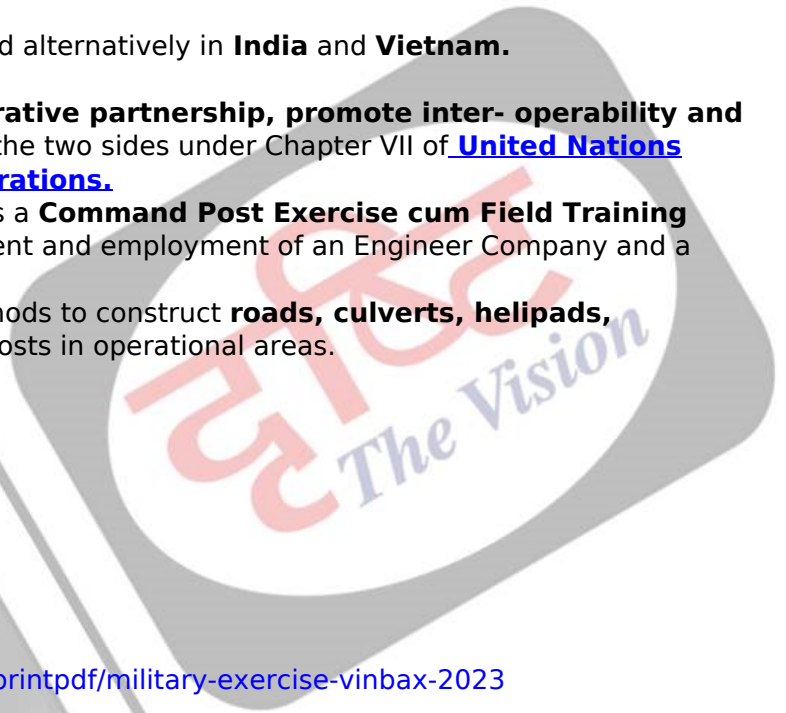 d alternatively in India and Vietnam.
rative partnership, promote inter- operability and
the two sides under Chapter VII of United Nations
rations.
s a Command Post Exercise cum Field Training
ent and employment of an Engineer Company and a
nods to construct roads, culverts, helipads,
osts in operational areas.
दृष्टि
The Vision
printpdf/military-exercise-vinbax-2023